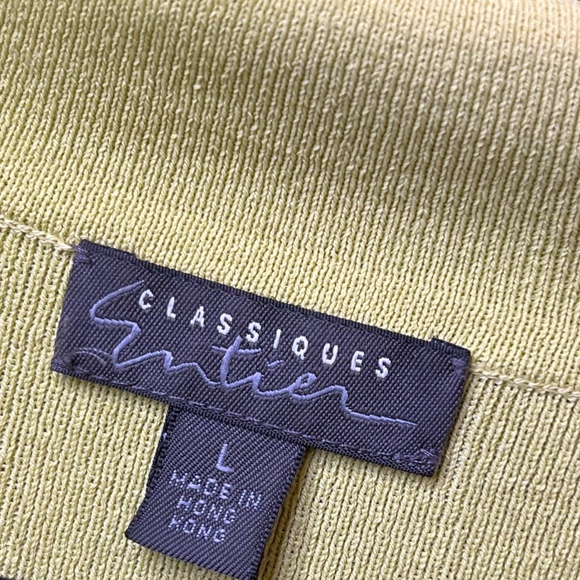 CLASSIQUES
Entier
L
MADE IN
HONG
KONG